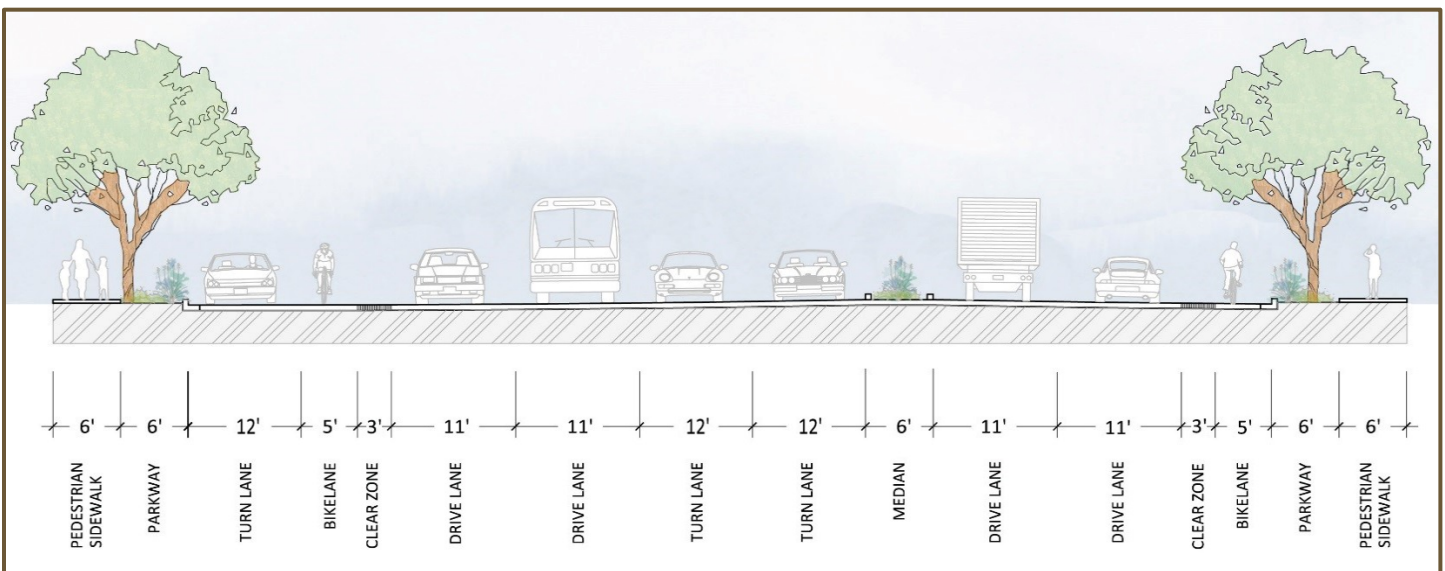 6' 6' 12' 5' 3' 11' 11' 12' 12' 6' 11' 11' 3' 5' 6' 6'
PEDESTRIAN
SIDEWALK
PARKWAY
TURN LANE
BIKELANE
CLEAR ZONE
DRIVE LANE
DRIVE LANE
TURN LANE
TURN LANE
MEDIAN
DRIVE LANE
DRIVE LANE
CLEAR ZONE
BIKELANE
PARKWAY
PEDESTRIAN
SIDEWALK